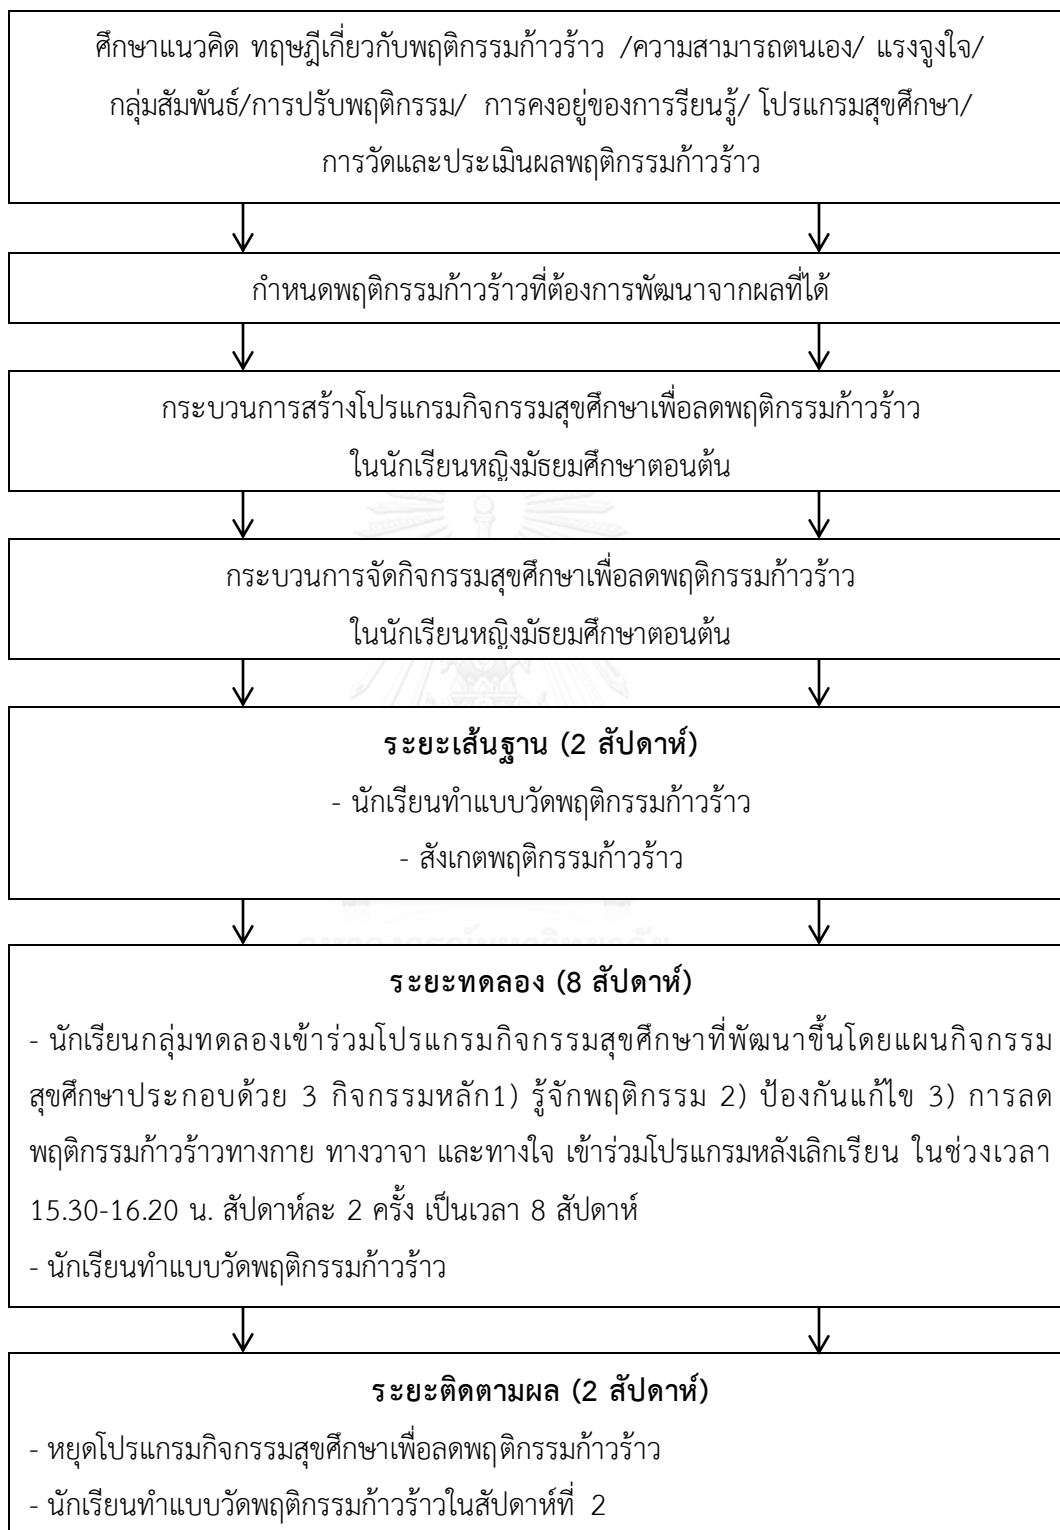 ศึกษาแนวคิด ทฤษฎีเกี่ยวกับพฤติกรรมก้าวร้าว /ความสามารถตนเอง/ แรงจูงใจ/
กลุ่มสัมพันธ์/การปรับพฤติกรรม/ การคงอยู่ของการรียนรู้/ โปรแกรมสุขศึกษา/
การวัดและประเมินผลพฤติกรรมก้าวร้าว
กำหนดพฤติกรรมก้าวร้าวที่ต้องการพัฒนาจากผลที่ได้
กระบวนการสร้างโปรแกรมกิจกรรมสุขศึกษาเพื่อลดพฤติกรรมก้าวร้าว
ในนักเรียนหญิงมัธยมศึกษาตอนต้น
กระบวนการจัดกิจกรรมสุขศึกษาเพื่อลดพฤติกรรมก้าวร้าว
ในนักเรียนหญิงมัธยมศึกษาตอนต้น
ระยะเส้นฐาน (2 สัปดาห์)
- นักเรียนทำแบบวัดพฤติกรรมก้าวร้าว
- สังเกตพฤติกรรมก้าวร้าว
ระยะทดลอง (8 สัปดาห์)
- นักเรียนกลุ่มทดลองเข้าร่วมโปรแกรมกิจกรรมสุขศึกษาที่พัฒนาขึ้นโดยแผนกิจกรรม
สุขศึกษาประกอบด้วย 3 กิจกรรมหลัก1) รู้จักพฤติกรรม 2) ป้องกันแก้ไข 3) การลด
พฤติกรรมก้าวร้าวทางกาย ทางวาจา และทางใจ เข้าร่วมโปรแกรมหลังเลิกเรียน ในช่วงเวลา
15.30-16.20 น. สัปดาห์ละ 2 ครั้ง เป็นเวลา 8 สัปดาห์
- นักเรียนทำแบบวัดพฤติกรรมก้าวร้าว
ระยะติดตามผล (2 สัปดาห์)
- หยุดโปรแกรมกิจกรรมสุขศึกษาเพื่อลดพฤติกรรมก้าวร้าว
- นักเรียนทำแบบวัดพฤติกรรมก้าวร้าวในสัปดาห์ที่ 2